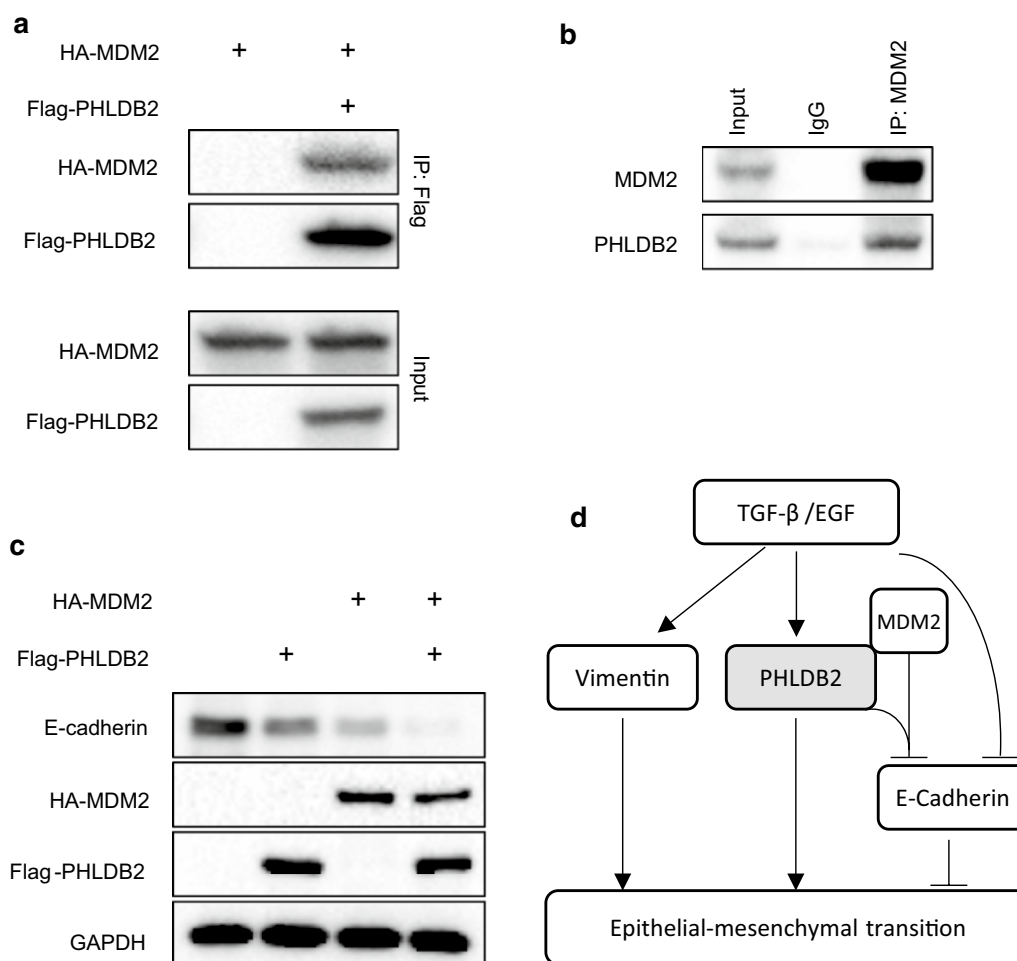 a
HA-MDM2 + +
Flag-PHLDB2 +
HA-MDM2
Flag-PHLDB2
IP: Flag
HA-MDM2
Flag-PHLDB2
Input
b
Input IgG IP: MDM2
MDM2
PHLDB2
c
HA-MDM2 + +
Flag-PHLDB2 + +
E-cadherin
HA-MDM2
Flag-PHLDB2
GAPDH
d
TGF-β /EGF
MDM2
Vimentin
PHLDB2
E-Cadherin
Epithelial-mesenchymal transition